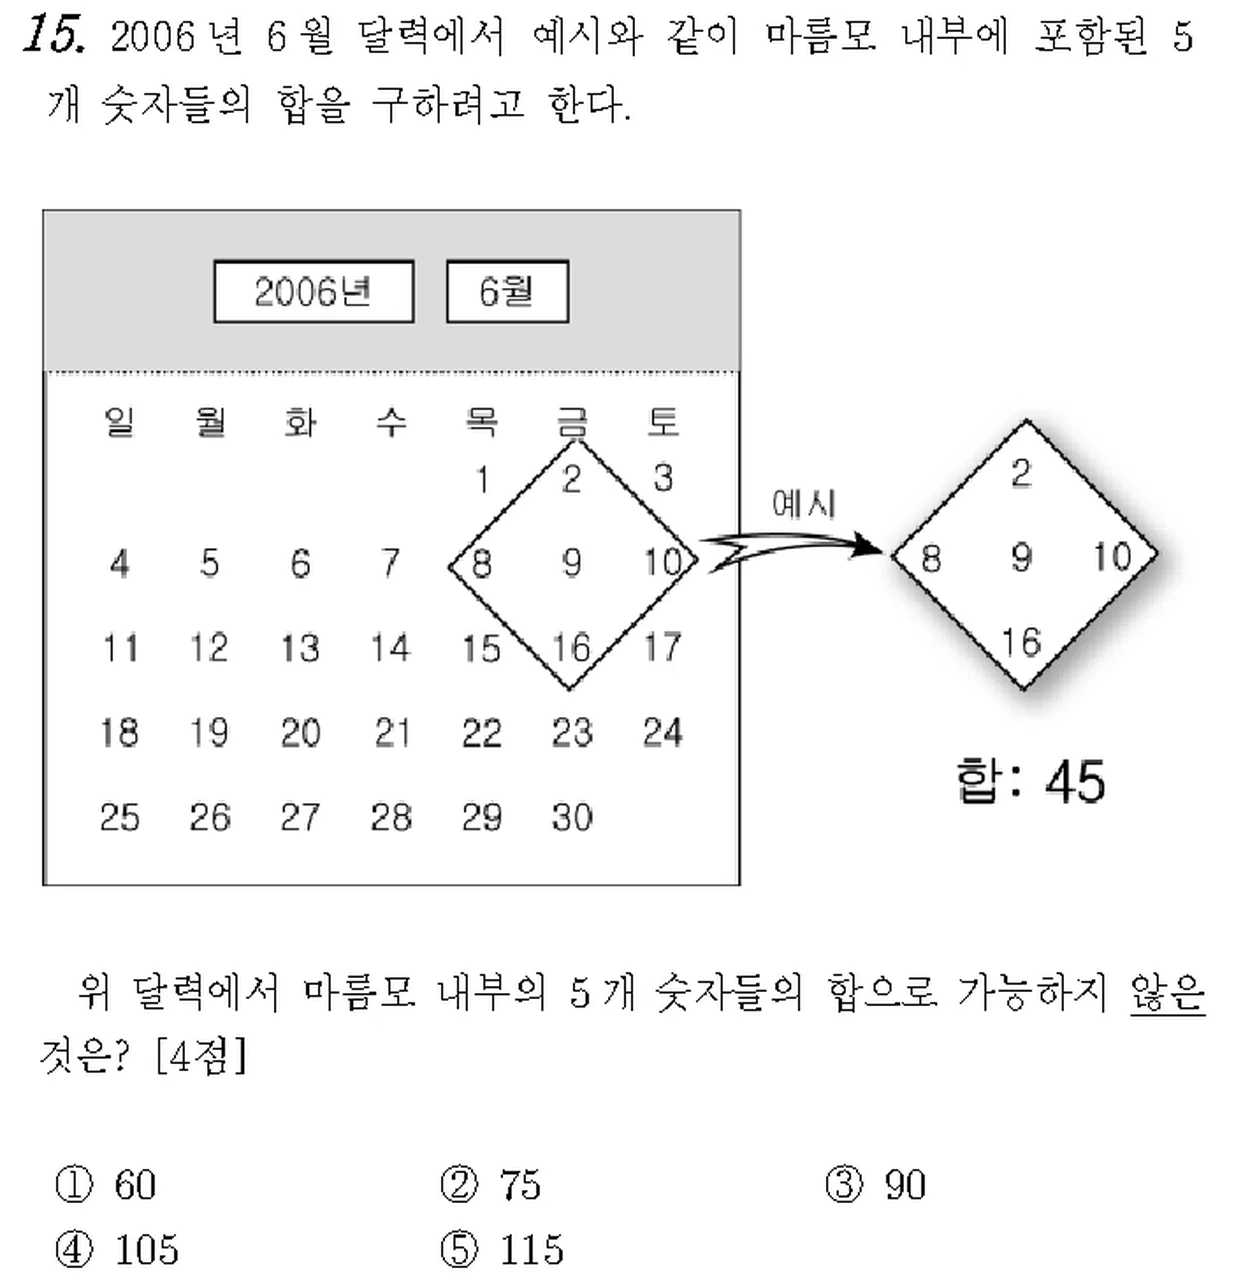 15. 2006년 6월 달력에서 예시와 같이 마름모 내부에 포함된 5
개 숫자들의 합을 구하려고 한다.
2006년 6월
일 월 화 수 목 금 토
1 2 3
4 5 6 7 8 9 10
11 12 13 14 15 16 17
18 19 20 21 22 23 24
25 26 27 28 29 30
예시
2
8 9 10
16
합: 45
위 달력에서 마름모 내부의 5개 숫자들의 합으로 가능하지 않은
것은? [4점]
① 60 ② 75 ③ 90
④ 105 ⑤ 115